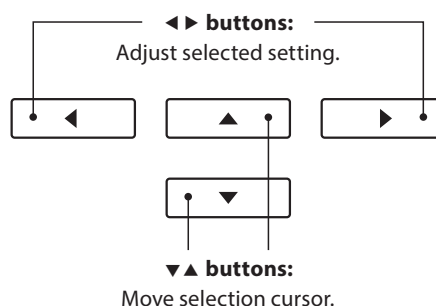 ◀ ▶ buttons:
Adjust selected setting.
◀
▲
▶
▼
▼▲ buttons:
Move selection cursor.